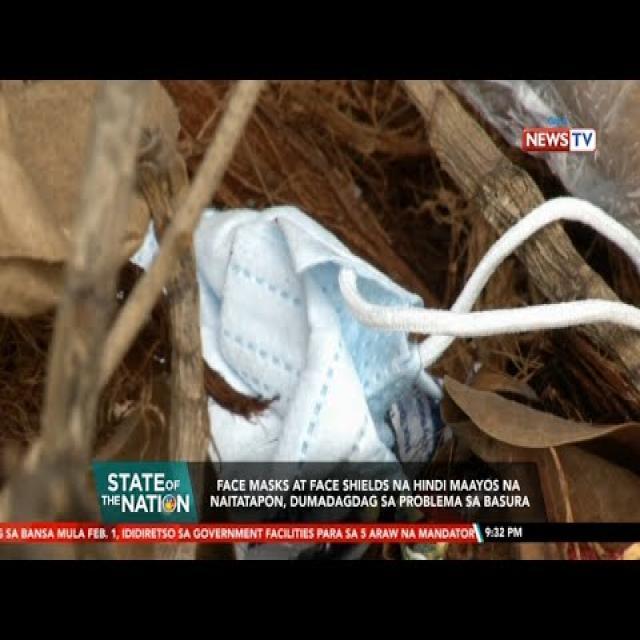 NEWS TV
STATE OF
THE NATION
FACE MASKS AT FACE SHIELDS NA HINDI MAAYOS NA
NAITATAPON, DUMADAGDAG SA PROBLEMA SA BASURA
SA BANSA MULA FEB. 1, IDIDIRETSO SA GOVERNMENT FACILITIES PARA SA 5 ARAW NA MANDATOR
9:32 PM